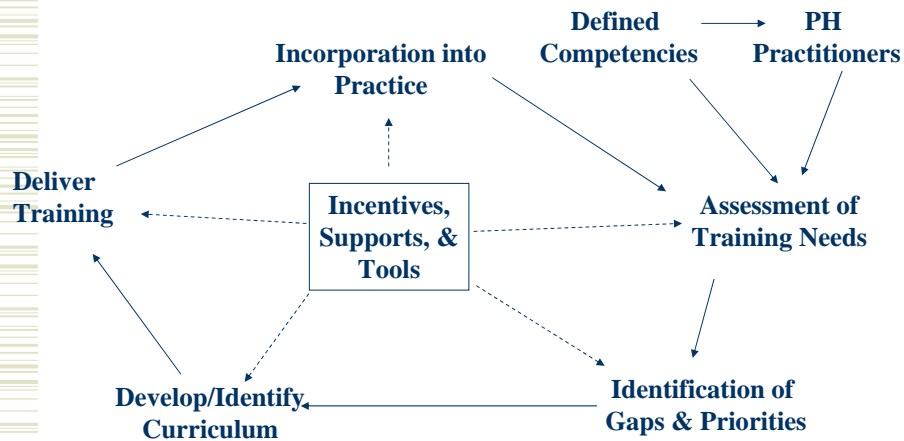 Defined
Competencies
PH
Practitioners
Incorporation into
Practice
Deliver
Training
Incentives,
Supports, &
Tools
Assessment of
Training Needs
Develop/Identify
Curriculum
Identification of
Gaps & Priorities